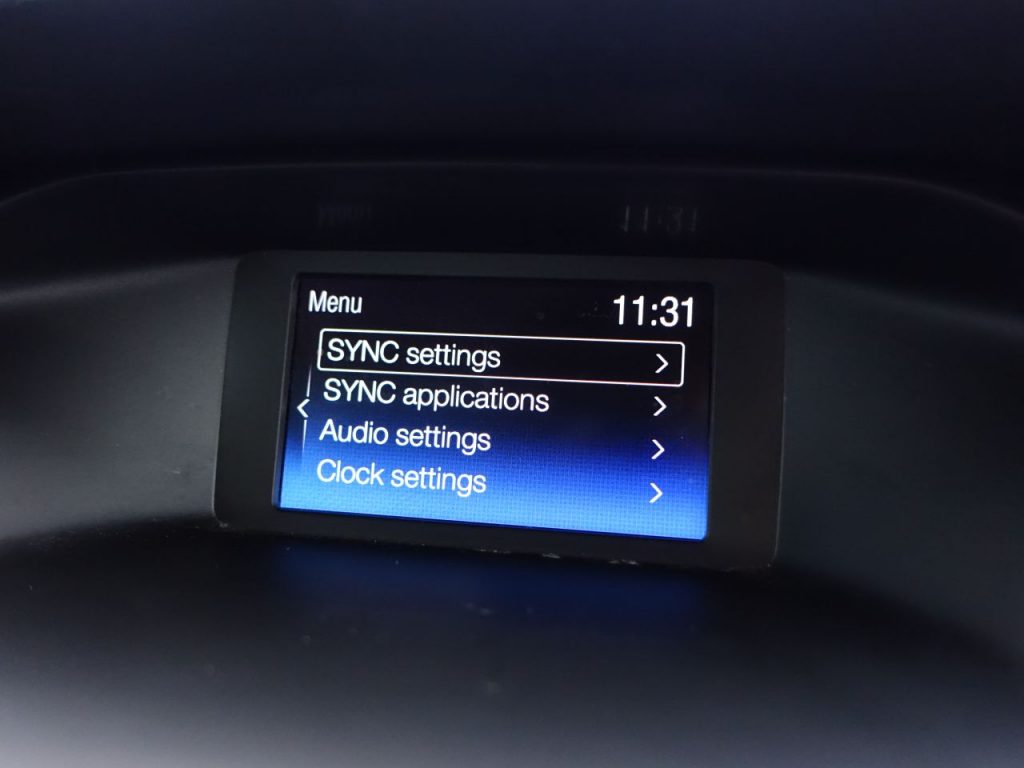 Menu
11:31
SYNC settings
SYNC applications
Audio settings
Clock settings